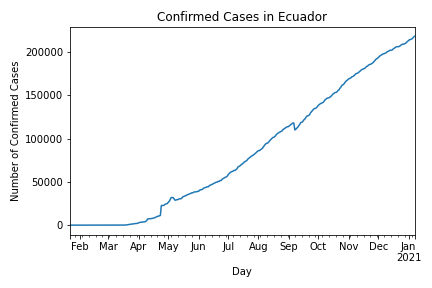 Confirmed Cases in Ecuador
Number of Confirmed Cases
200000
150000
100000
50000
0
Feb Mar Apr May Jun Jul Aug Sep Oct Nov Dec Jan
2021
Day